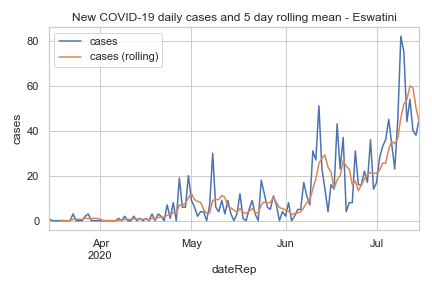 New COVID-19 daily cases and 5 day rolling mean - Eswatini
cases
cases (rolling)
80
60
40
20
0
cases
Apr
2020
May
Jun
Jul
dateRep